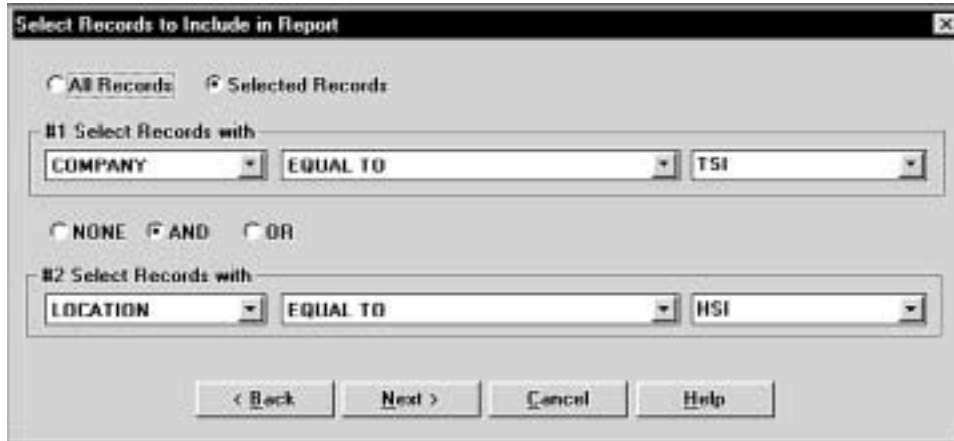 Select Records to Include in Report
All Records Selected Records
#1 Select Records with
COMPANY EQUAL TO TSI
NONE AND OR
#2 Select Records with
LOCATION EQUAL TO HSI
< Back Next > Cancel Help